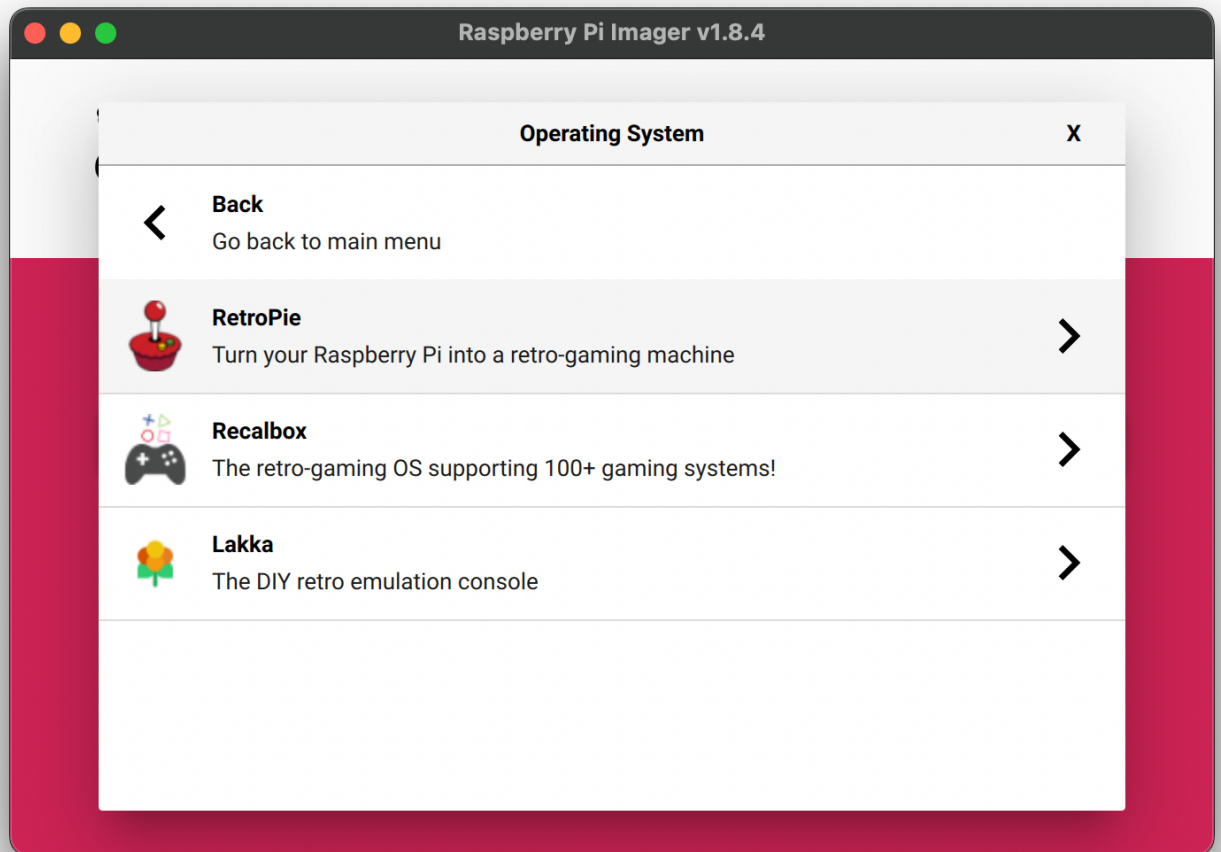 Raspberry Pi Imager v1.8.4
Operating System
X
Back
Go back to main menu
RetroPie
Turn your Raspberry Pi into a retro-gaming machine
Recalbox
The retro-gaming OS supporting 100+ gaming systems!
Lakka
The DIY retro emulation console